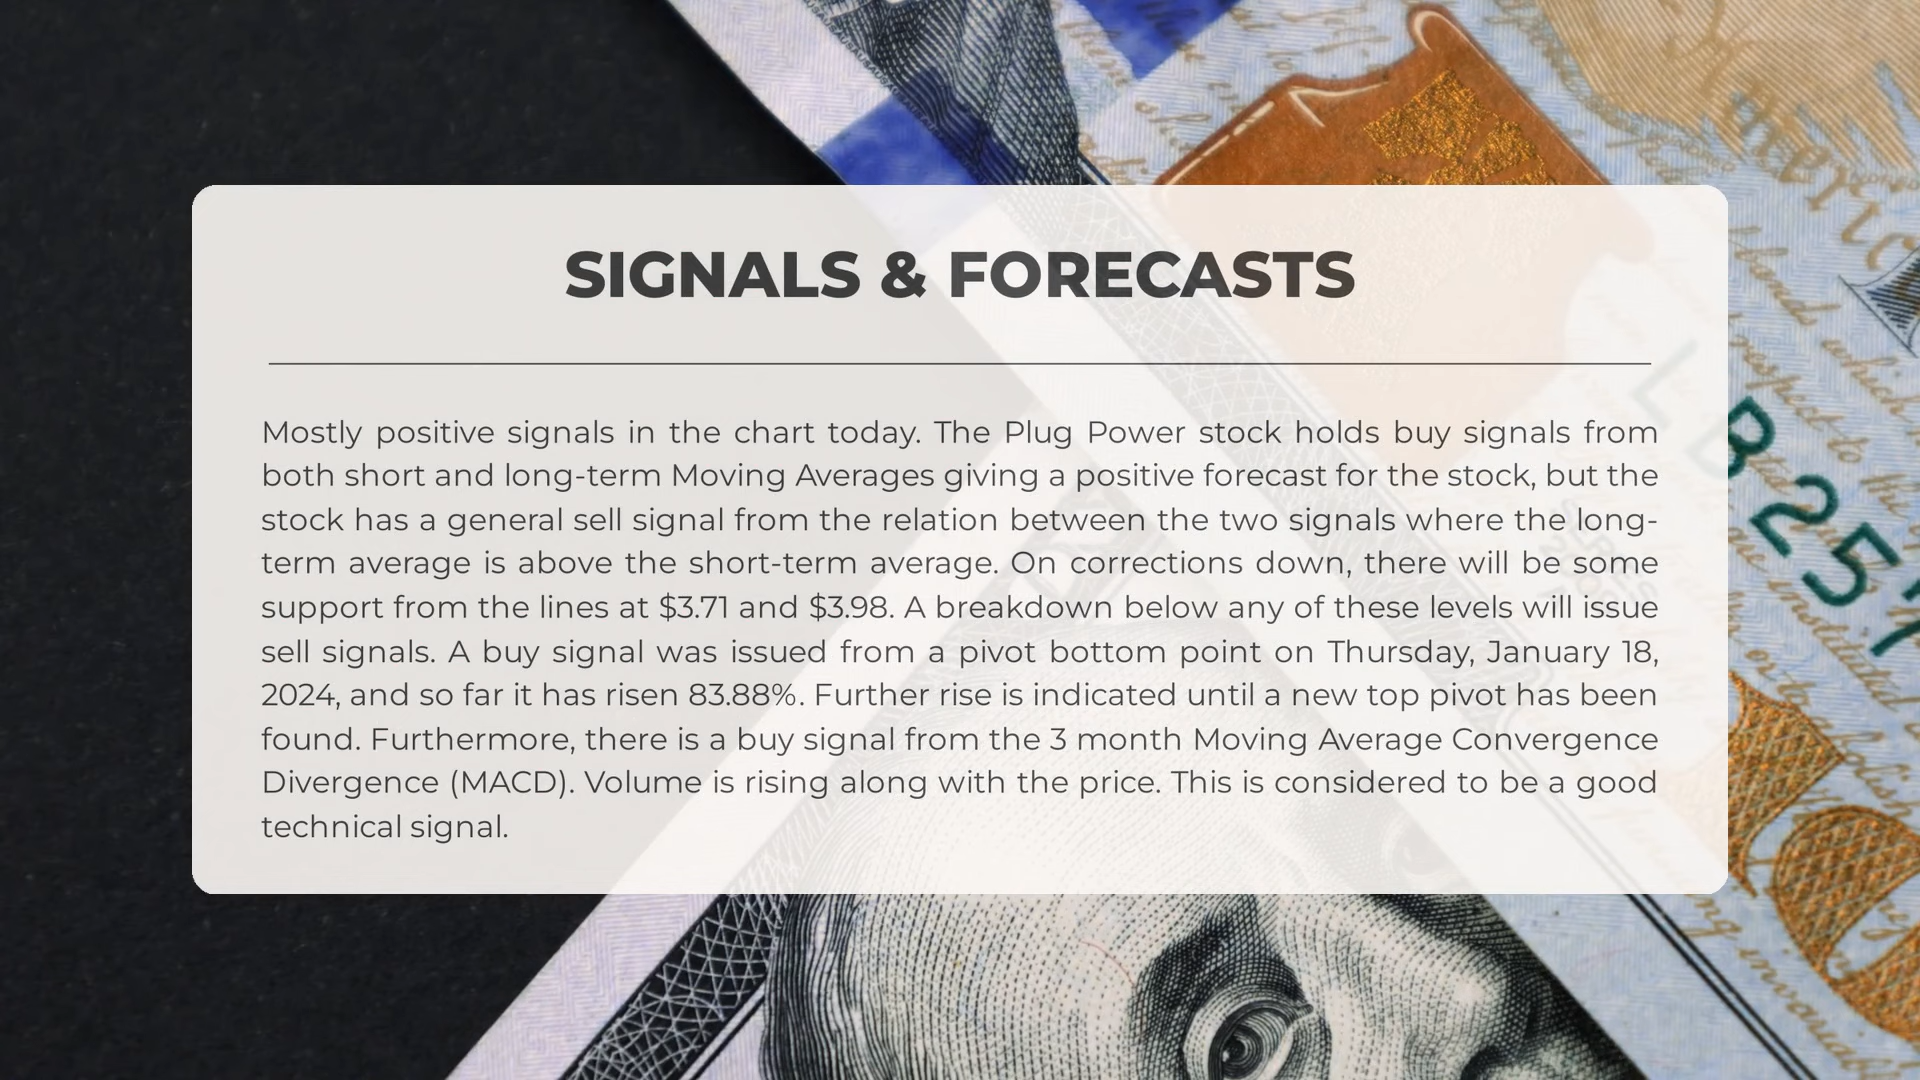 SIGNALS & FORECASTS
Mostly positive signals in the chart today. The Plug Power stock holds buy signals from
both short and long-term Moving Averages giving a positive forecast for the stock, but the
stock has a general sell signal from the relation between the two signals where the long-
term average is above the short-term average. On corrections down, there will be some
support from the lines at $3.71 and $3.98. A breakdown below any of these levels will issue
sell signals. A buy signal was issued from a pivot bottom point on Thursday, January 18,
2024, and so far it has risen 83.88%. Further rise is indicated until a new top pivot has been
found. Furthermore, there is a buy signal from the 3 month Moving Average Convergence
Divergence (MACD). Volume is rising along with the price. This is considered to be a good
technical signal.
LB257